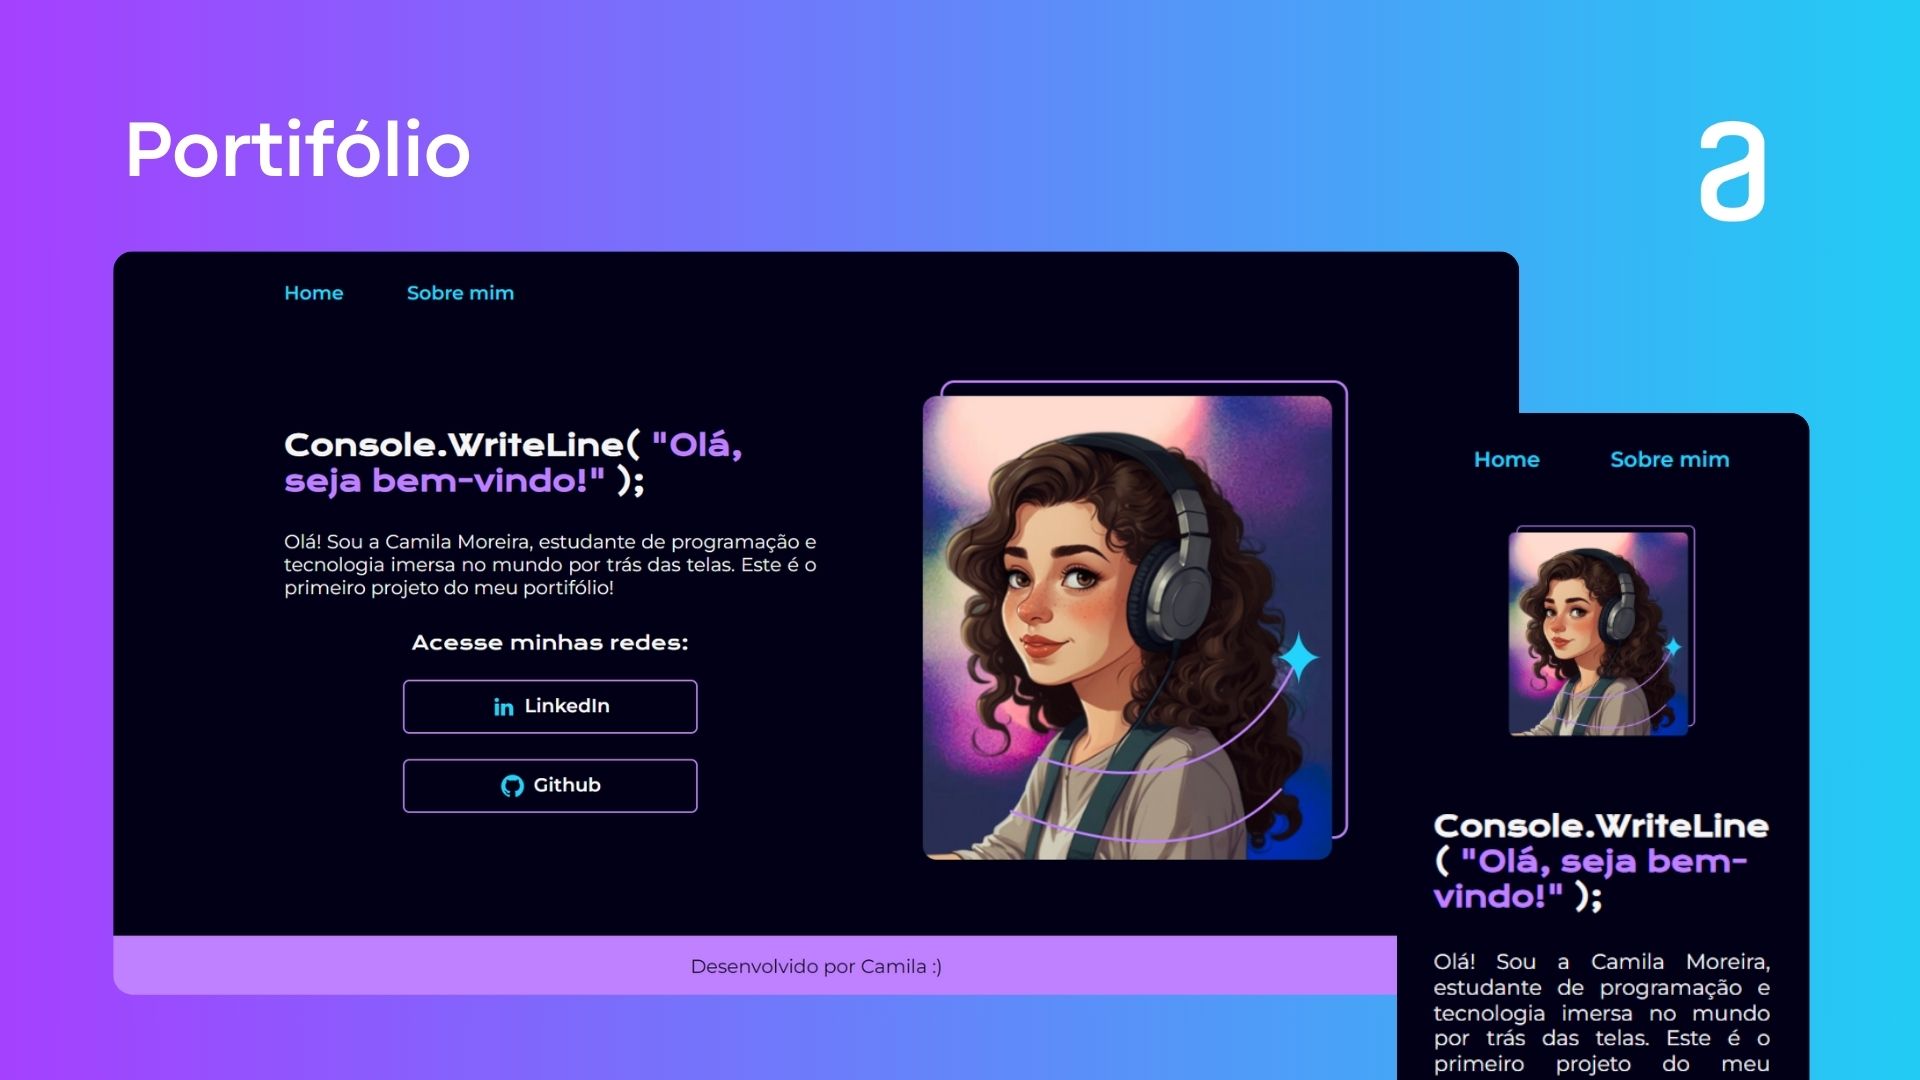 Portifólio
a
Home
Sobre mim
Console.WriteLine( "Olá,
seja bem-vindo!" );
Olá! Sou a Camila Moreira, estudante de programação e
tecnologia imersa no mundo por trás das telas. Este é o
primeiro projeto do meu portifólio!
Acesse minhas redes:
in LinkedIn
Github
Desenvolvido por Camila :)
Home
Sobre mim
Console.WriteLine
( "Olá, seja bem-
vindo!" );
Olá! Sou a Camila Moreira,
estudante de programação e
tecnologia imersa no mundo
por trás das telas. Este é o
primeiro projeto do meu